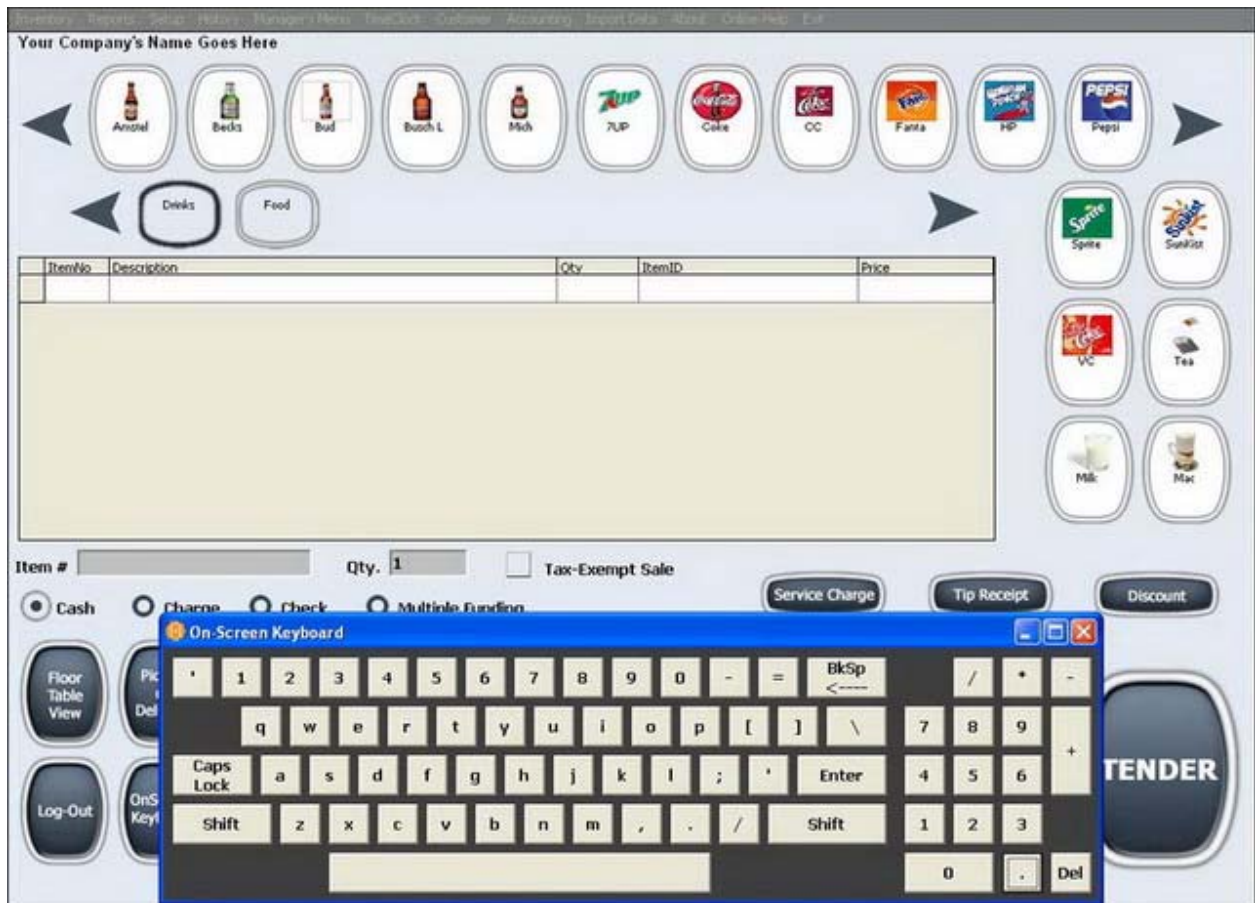 Inventory Reports Setup History Manager's Menu TimeClock Customer Accounting Import Data About Online Help Exit
Your Company's Name Goes Here
Amstel Becks Bud Busch L Mich 7UP Coke CC Fanta HP Pepsi
Drinks Food
Sprite SunKist
ItemNo Description Qty ItemID Price
VC Tea
Milk Mac
Item # Qty. 1 Tax-Exempt Sale
Cash Charge Check Multiple Funding
Service Charge Tip Receipt Discount
On-Screen Keyboard
Floor
Table
View
Log-Out
' 1 2 3 4 5 6 7 8 9 0 - = BkSp <---- / * -
q w e r t y u i o p [ ] \ 7 8 9 +
Caps Lock a s d f g h j k l ; ' Enter 4 5 6
Shift z x c v b n m , . / Shift 1 2 3
0 . Del
TENDER